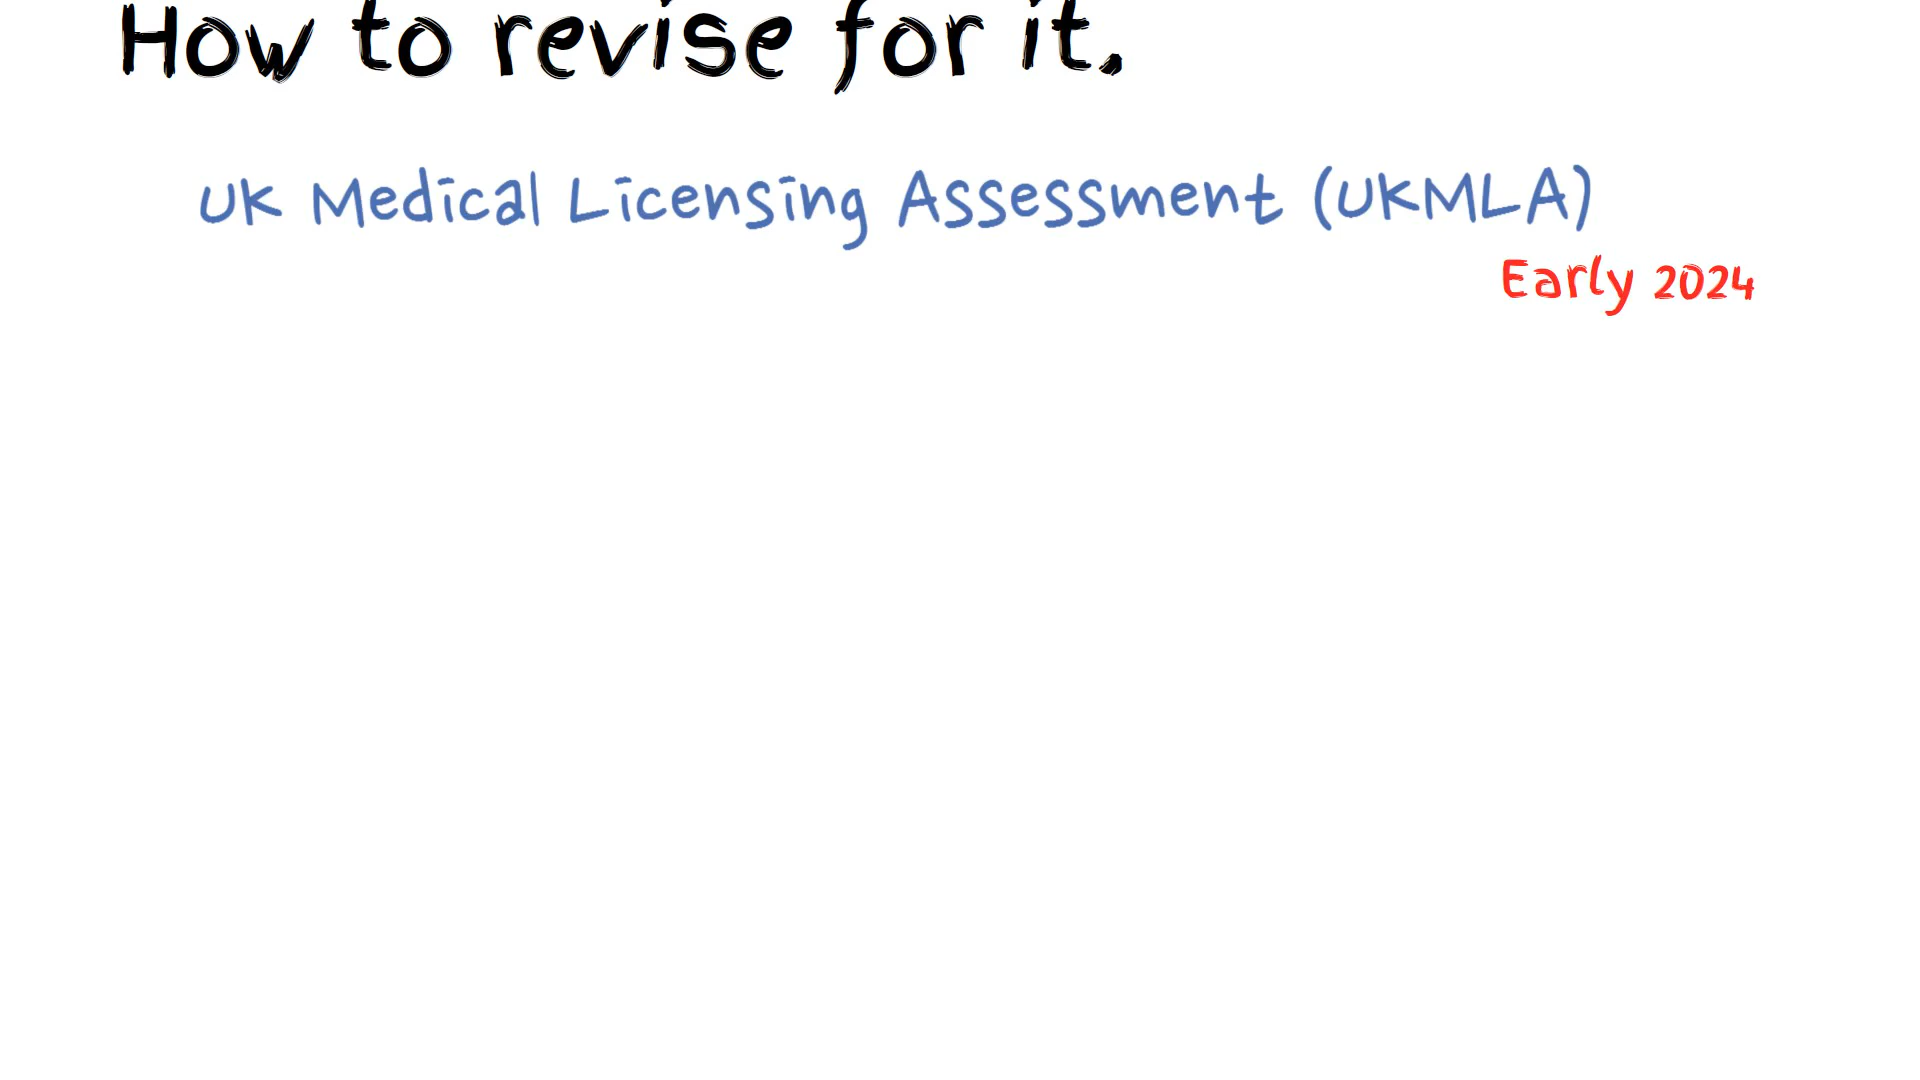 How to revise for it.
UK Medical Licensing Assessment (UKMLA)
Early 2024